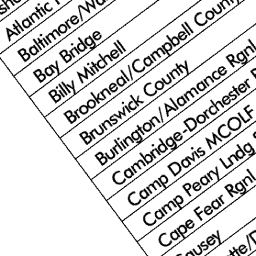 Atlantic
Baltimore/Wa
Bay Bridge
Billy Mitchell
Brookneal/Campbell County
Brunswick County
Burlington/Alamance Rgnl
Cambridge-Dorchester
Camp Davis MCOLF
Camp Peary Lndg
Cape Fear Rgnl
ausey